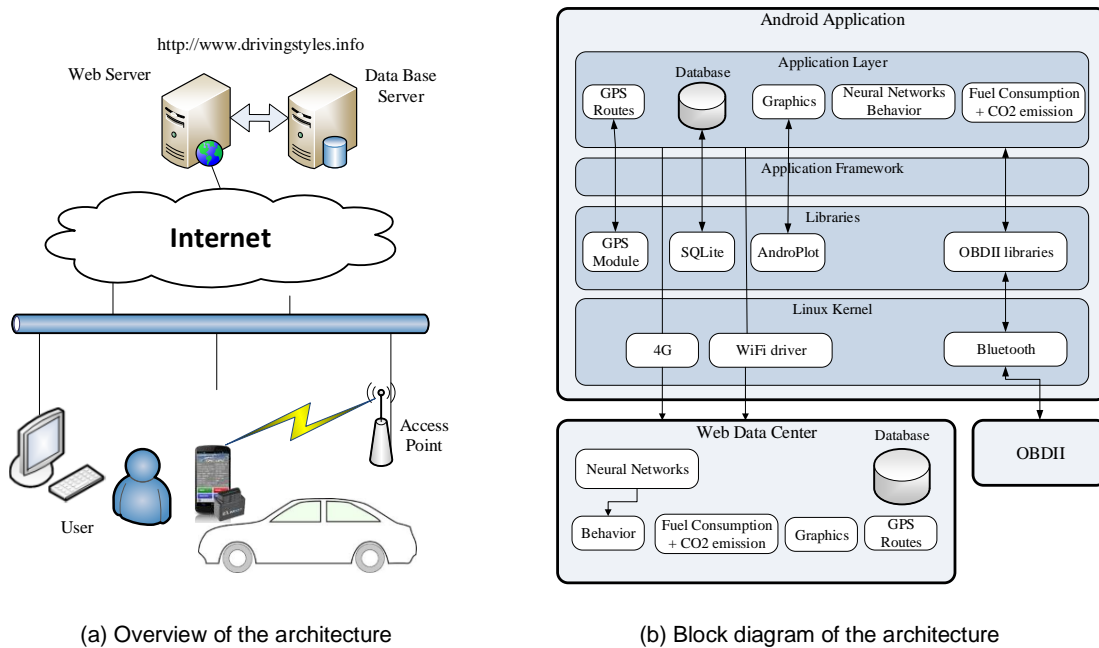 http://www.drivingstyles.info
Web Server
Data Base
Server
Internet
Access
Point
User
(a) Overview of the architecture
Android Application
Application Layer
GPS
Routes
Database
Graphics
Neural Networks
Behavior
Fuel Consumption
+ CO2 emission
Application Framework
Libraries
GPS
Module
SQLite
AndroPlot
OBDII libraries
Linux Kernel
4G
WiFi driver
Bluetooth
Web Data Center
Database
Neural Networks
Behavior
Fuel Consumption
+ CO2 emission
Graphics
GPS
Routes
OBDII
(b) Block diagram of the architecture